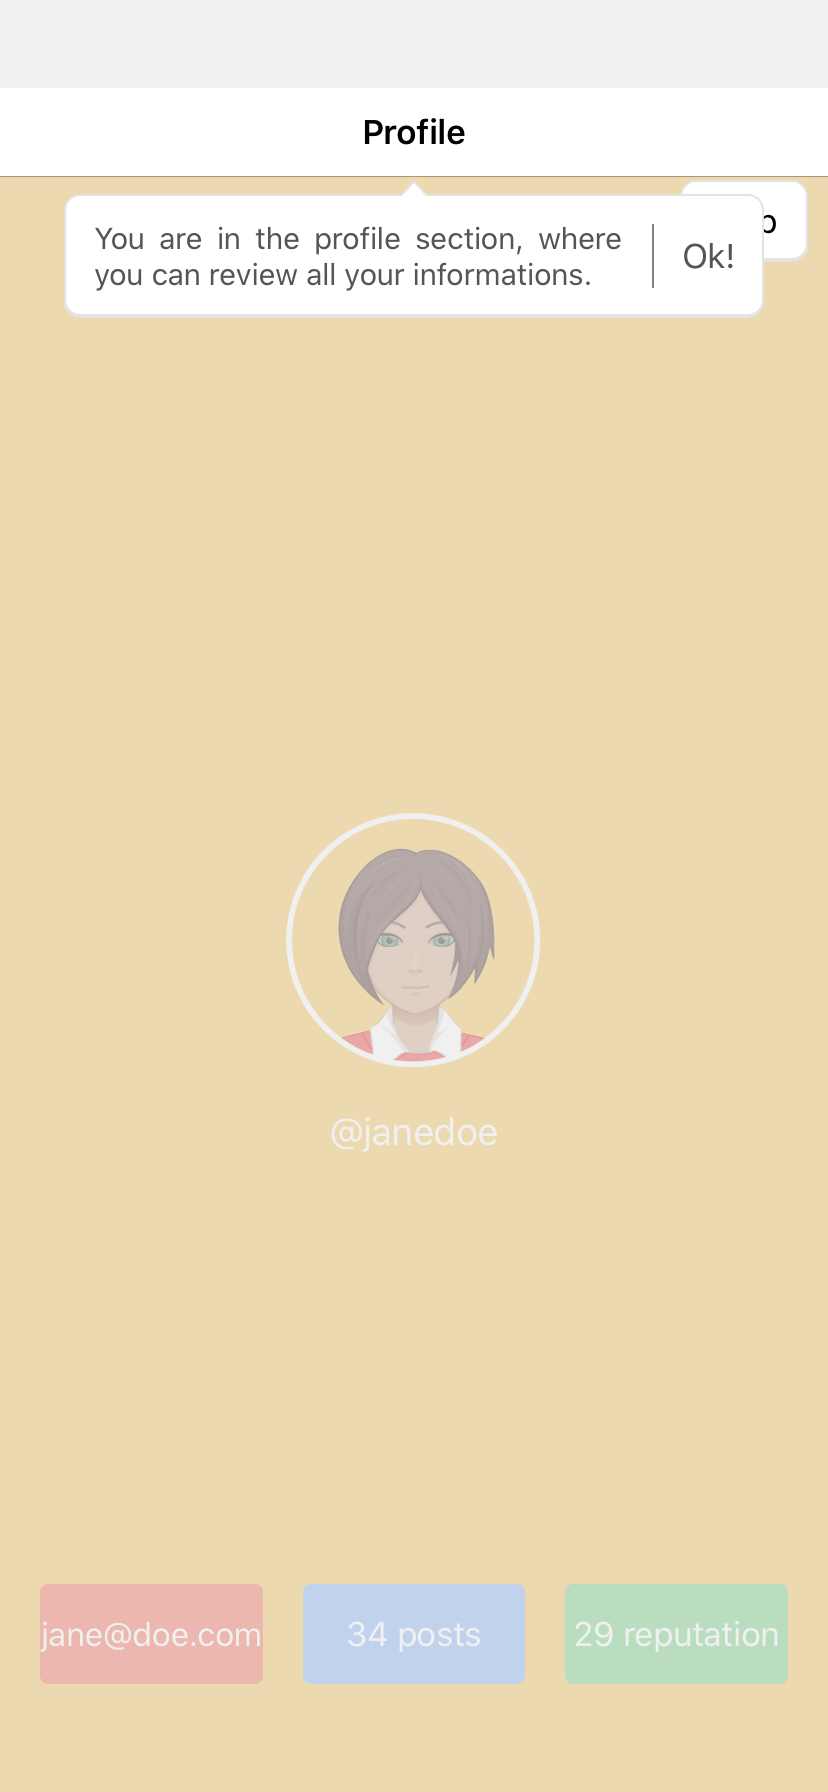 Profile
You are in the profile section, where
you can review all your informations.
Ok!
@janedoe
jane@doe.com
34 posts
29 reputation